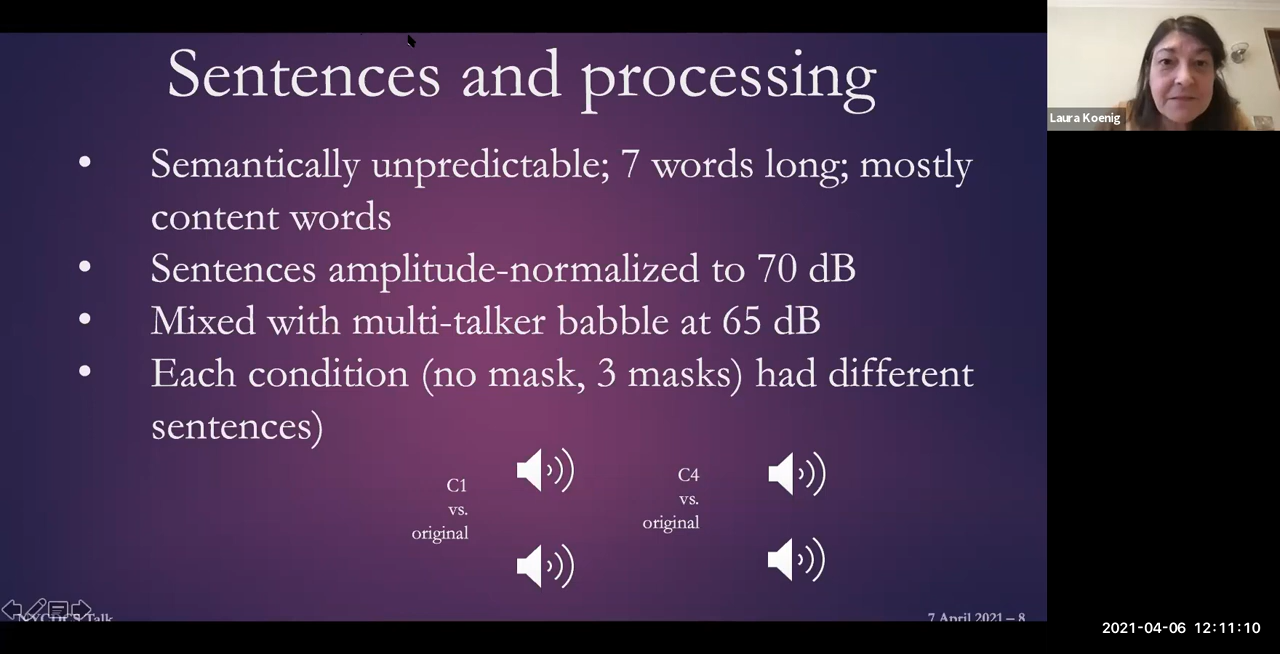 Sentences and processing
• Semantically unpredictable; 7 words long; mostly
content words
• Sentences amplitude-normalized to 70 dB
• Mixed with multi-talker babble at 65 dB
• Each condition (no mask, 3 masks) had different
sentences)
C1
vs.
original
C4
vs.
original
Talk
7 April 2021 – 8
Laura Koenig
2021-04-06 12:11:10